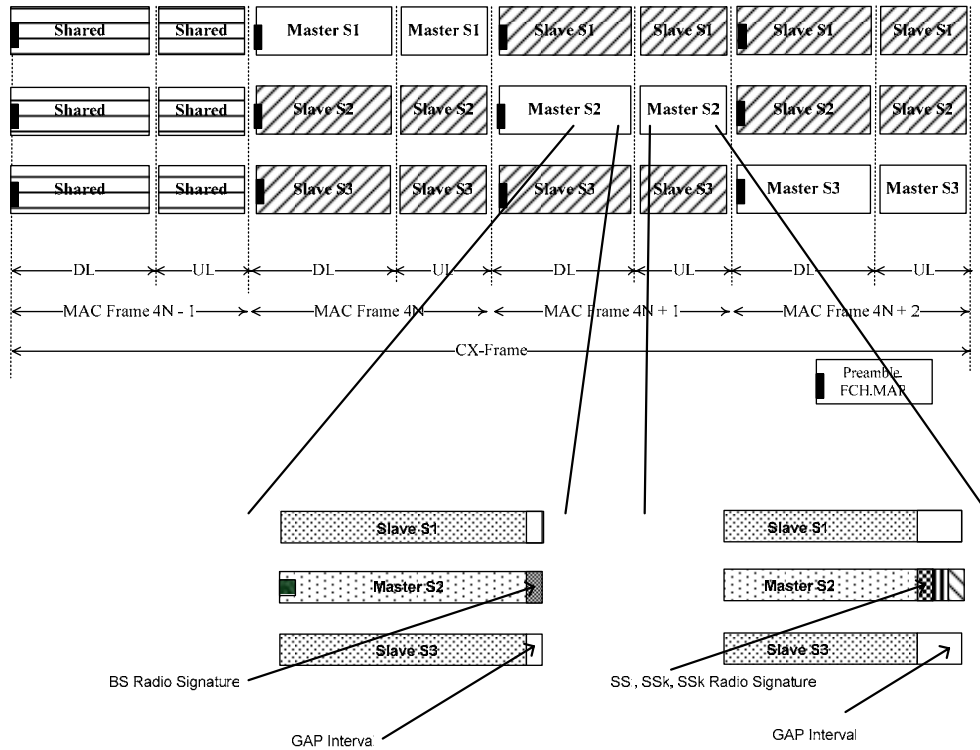 Shared Shared Master S1 Master S1 Slave S1 Slave S1 Slave S1 Slave S1
Shared Shared Slave S2 Slave S2 Master S2 Master S2 Slave S2 Slave S2
Shared Shared Slave S3 Slave S3 Slave S3 Slave S3 Master S3 Master S3
DL UL DL UL DL UL DL UL
MAC Frame 4N - 1 MAC Frame 4N MAC Frame 4N + 1 MAC Frame 4N + 2
CX-Frame
Preamble
FCH.MAP
Slave S1 Slave S1
Master S2 Master S2
Slave S3 Slave S3
BS Radio Signature SSi, SSk, SSk Radio Signature
GAP Interval GAP Interval